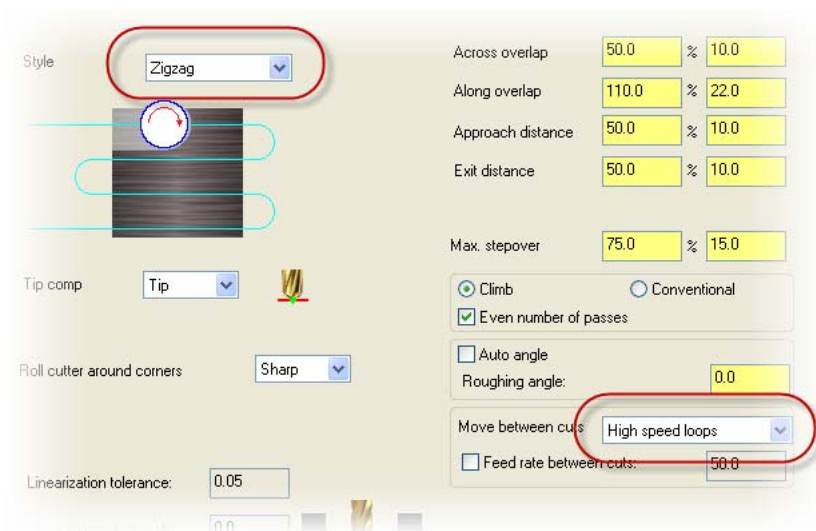 Style
Zigzag
Tip comp
Tip
Roll cutter around corners
Sharp
Linearization tolerance:
0.05
0.0
Across overlap
50.0 % 10.0
Along overlap
110.0 % 22.0
Approach distance
50.0 % 10.0
Exit distance
50.0 % 10.0
Max. stepover
75.0 % 15.0
Climb
Conventional
Even number of passes
Auto angle
Roughing angle:
0.0
Move between cuts
High speed loops
Feed rate between cuts:
50.0